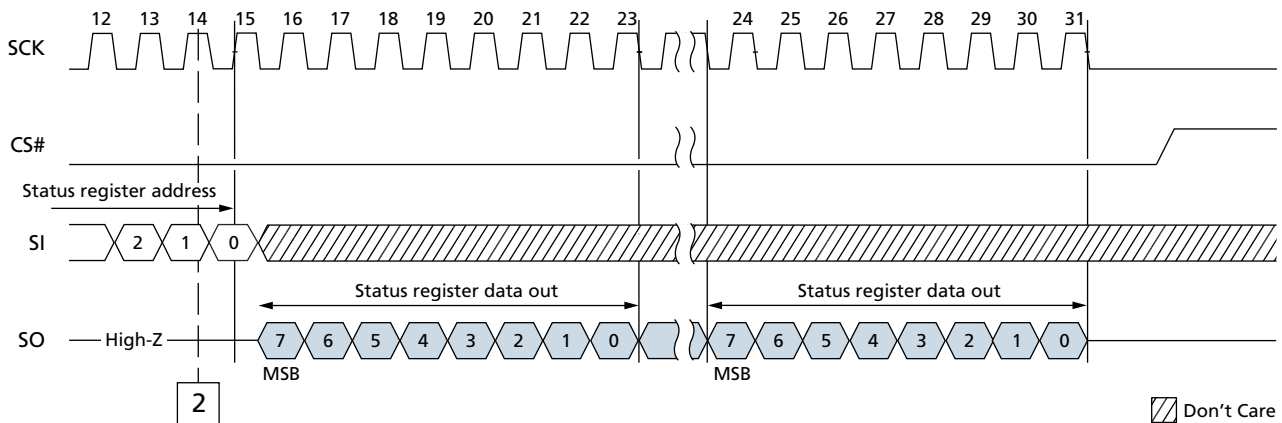 12 13 14 15 16 17 18 19 20 21 22 23 24 25 26 27 28 29 30 31
SCK
CS#
Status register address
SI 2 1 0
Status register data out Status register data out
SO High-Z 7 6 5 4 3 2 1 0 7 6 5 4 3 2 1 0
MSB MSB
2
Don't Care